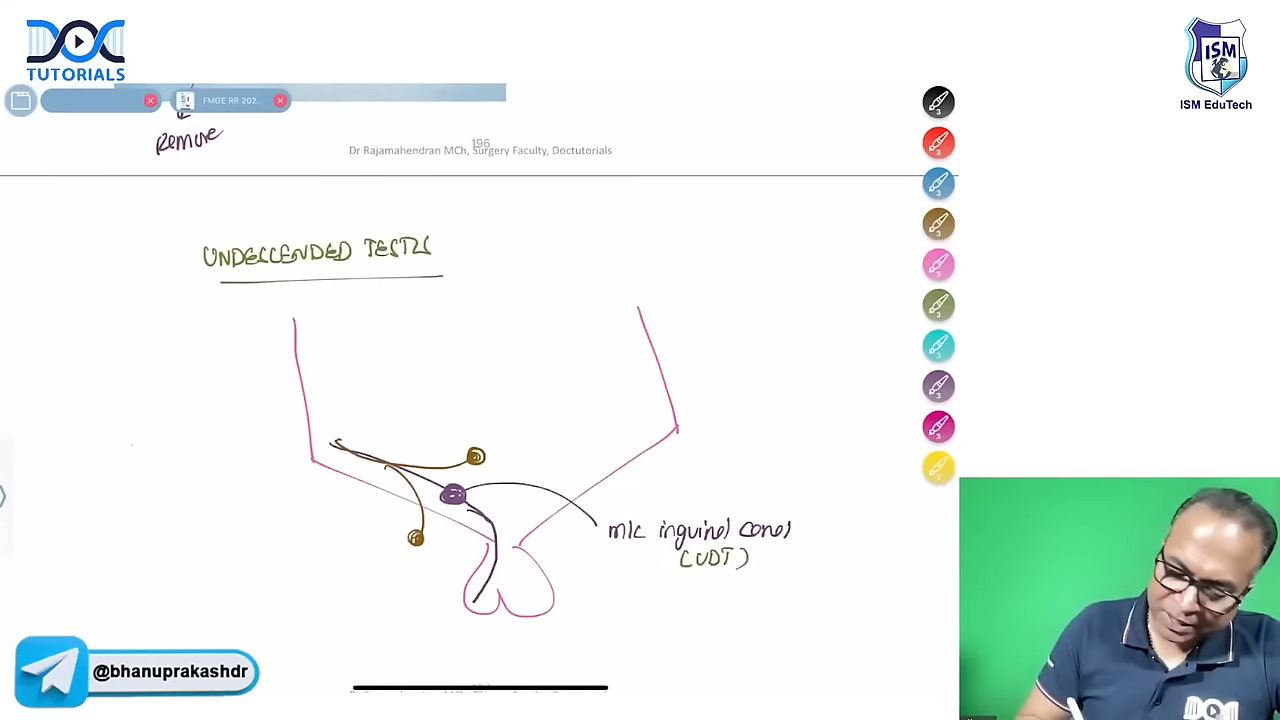 TUTORIALS
ISM
ISM EduTech
FMGE RR 202...
Remove
196
Dr Rajamahendran MCh, Surgery Faculty, Doctutorials
UNDESCENDED TESTIS
m/c inguinal canal
(UDT)
@bhanuprakashdr